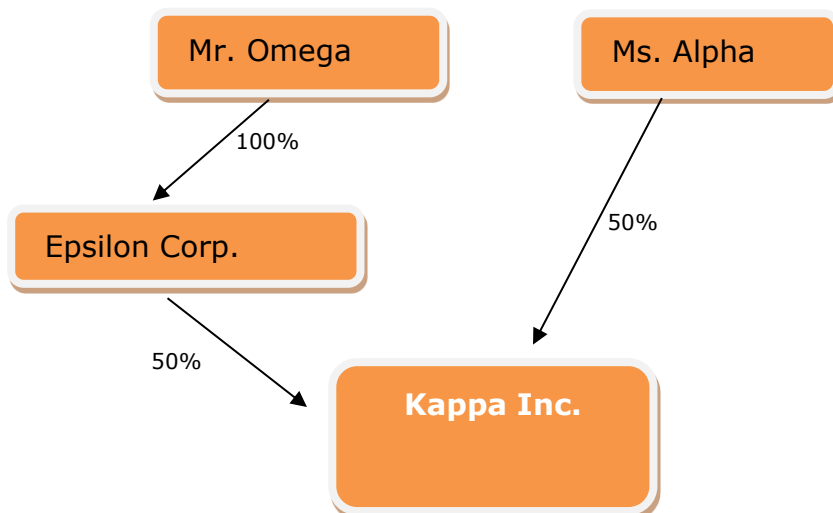 Mr. Omega
Ms. Alpha
100%
50%
Epsilon Corp.
50%
Kappa Inc.